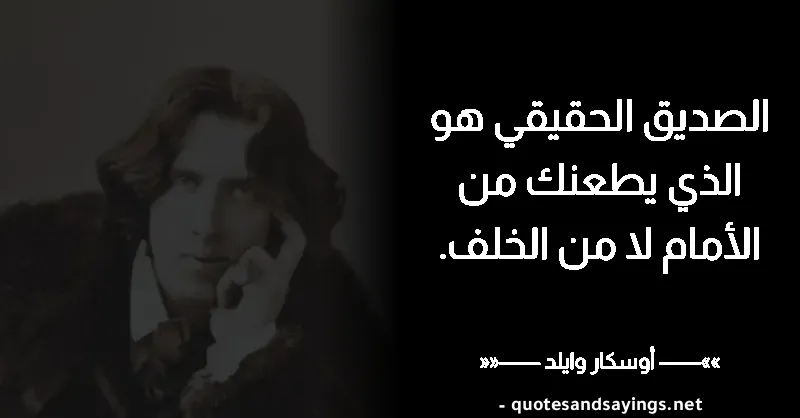 الصديق الحقيقي هو
الذي يطعنك من
الأمام لا من الخلف.
»»—— أوسكار وايلد ——««
- quotesandsayings.net